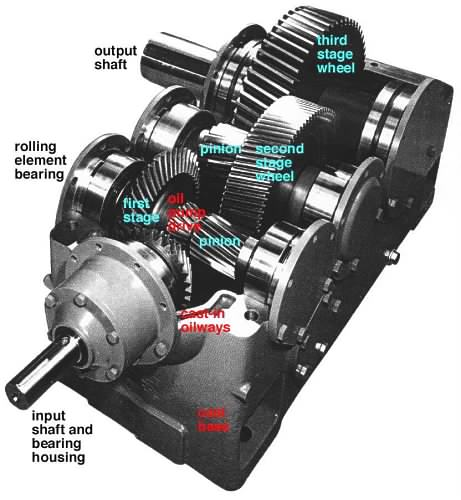 output
shaft
third
stage
wheel
rolling
element
bearing
pinion
second
stage
wheel
first
stage
oil
pump
drive
pinion
cast-in
oilways
cast
base
input
shaft and
bearing
housing